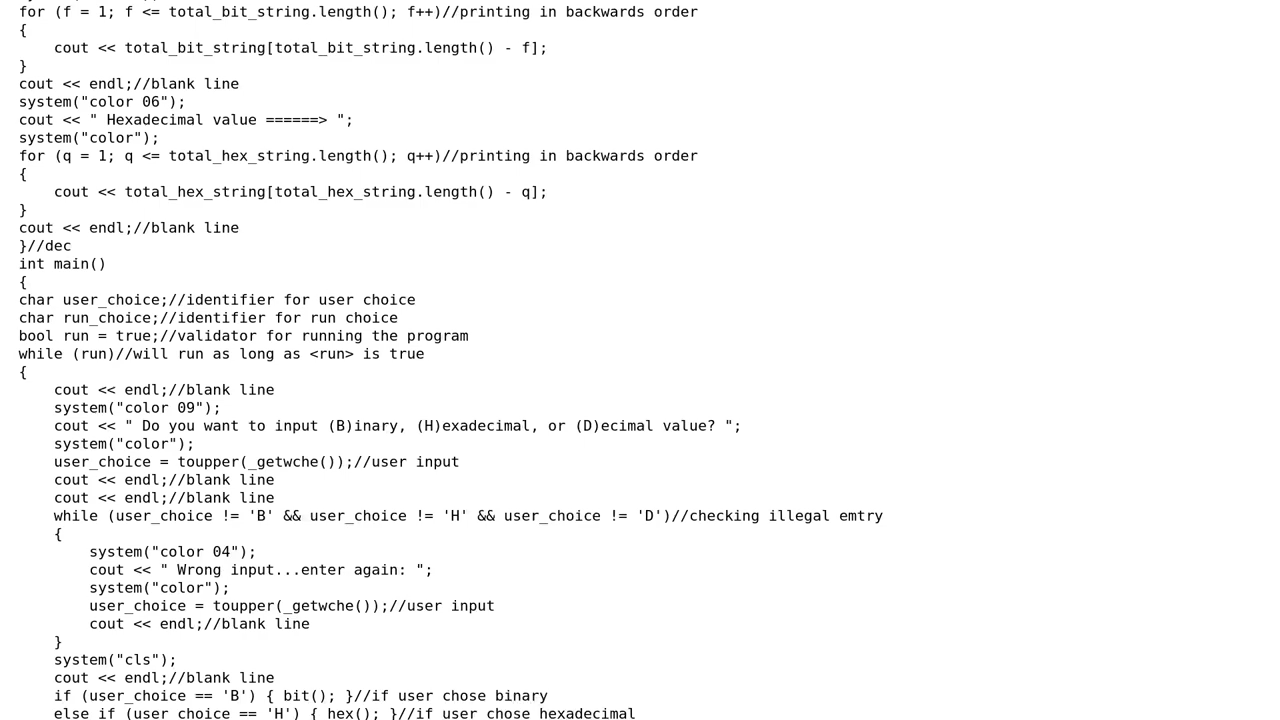 for (f = 1; f <= total_bit_string.length(); f++)//printing in backwards order
{
    cout << total_bit_string[total_bit_string.length() - f];
}
cout << endl;//blank line
system("color 06");
cout << " Hexadecimal value ======> ";
system("color");
for (q = 1; q <= total_hex_string.length(); q++)//printing in backwards order
{
    cout << total_hex_string[total_hex_string.length() - q];
}
cout << endl;//blank line
}//dec
int main()
{
char user_choice;//identifier for user choice
char run_choice;//identifier for run choice
bool run = true;//validator for running the program
while (run)//will run as long as <run> is true
{
    cout << endl;//blank line
    system("color 09");
    cout << " Do you want to input (B)inary, (H)exadecimal, or (D)ecimal value? ";
    system("color");
    user_choice = toupper(_getwche());//user input
    cout << endl;//blank line
    cout << endl;//blank line
    while (user_choice != 'B' && user_choice != 'H' && user_choice != 'D')//checking illegal emtry
    {
        system("color 04");
        cout << " Wrong input...enter again: ";
        system("color");
        user_choice = toupper(_getwche());//user input
        cout << endl;//blank line
    }
    system("cls");
    cout << endl;//blank line
    if (user_choice == 'B') { bit(); }//if user chose binary
    else if (user_choice == 'H') { hex(); }//if user chose hexadecimal